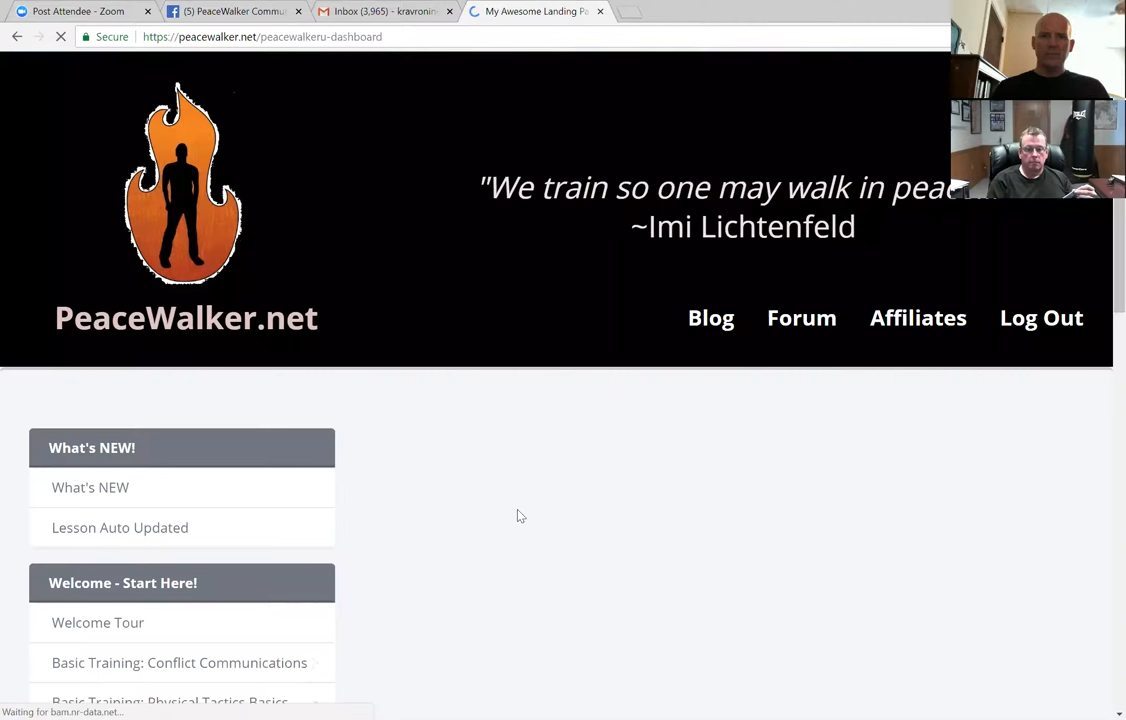 Post Attendee - Zoom
(5) PeaceWalker Commu
Inbox (3,965) - kravronin
My Awesome Landing Pa
Secure
https://peacewalker.net/peacewalkeru-dashboard
"We train so one may walk in peac
~Imi Lichtenfeld
PeaceWalker.net
Blog
Forum
Affiliates
Log Out
What's NEW!
What's NEW
Lesson Auto Updated
Welcome - Start Here!
Welcome Tour
Basic Training: Conflict Communications
Basic Training: Physical Tactics Basics
Waiting for bam.nr-data.net...